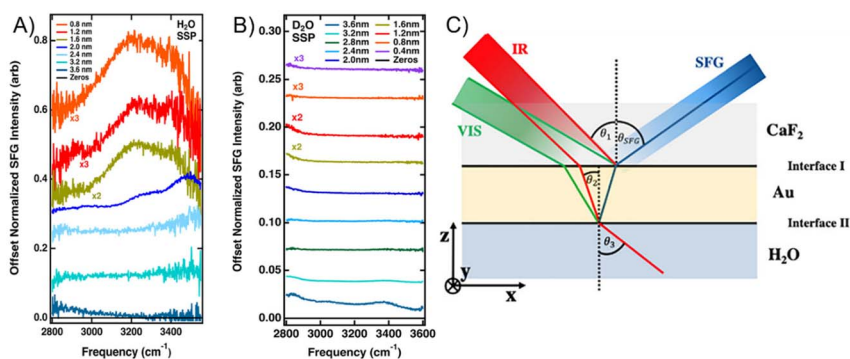 A)
Offset Normalized SFG Intensity (arb)
0.8
0.6
0.4
0.2
0.0
0.8 nm
1.2 nm
1.6 nm
2.0 nm
2.4 nm
3.2 nm
3.6 nm
Zeros
H₂O
SSP
x3
x3
x2
2800
3000
3200
3400
Frequency (cm⁻¹)
B)
Offset Normalized SFG Intensity (arb)
0.30
0.25
0.20
0.15
0.10
0.05
0.00
D₂O
SSP
3.6nm
3.2nm
2.8nm
2.4nm
2.0nm
1.6nm
1.2nm
0.8nm
0.4nm
Zeros
x3
x3
x2
x2
2800
3000
3200
3400
3600
Frequency (cm⁻¹)
C)
IR
SFG
VIS
θ₁
θSFG
CaF₂
Interface I
θ₂
Au
Interface II
z
θ₃
H₂O
y
x